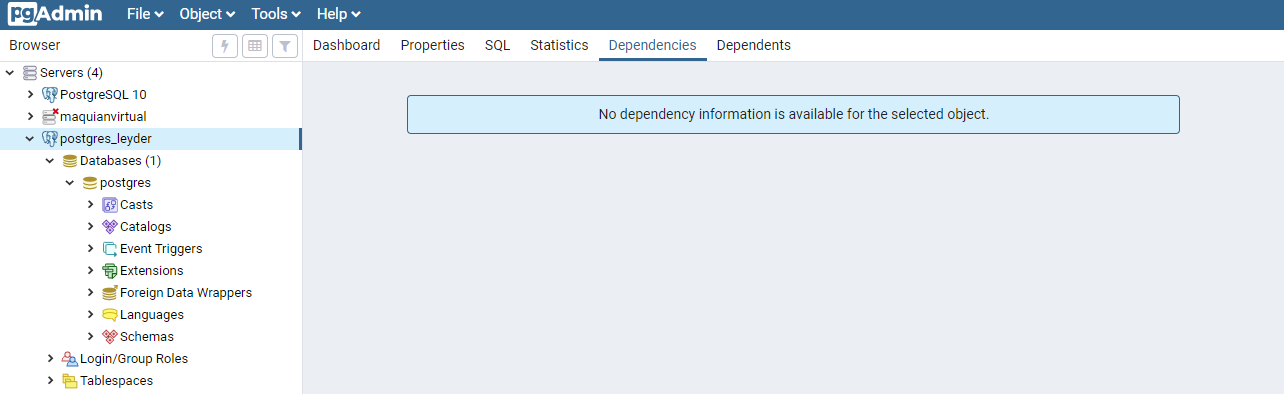 pgAdmin File Object Tools Help
Browser
Dashboard Properties SQL Statistics Dependencies Dependents
Servers (4)
PostgreSQL 10
maquianvirtual
postgres_leyder
Databases (1)
postgres
Casts
Catalogs
Event Triggers
Extensions
Foreign Data Wrappers
Languages
Schemas
Login/Group Roles
Tablespaces
No dependency information is available for the selected object.